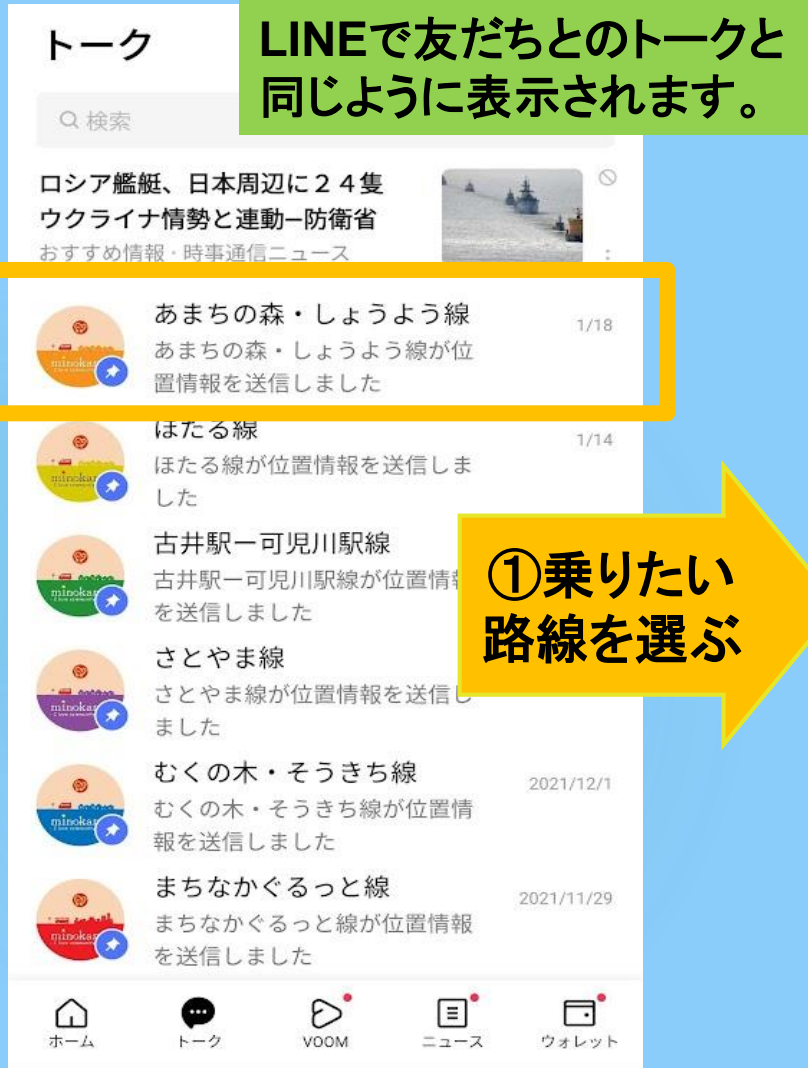 トーク
LINEで友だちとのトークと
同じように表示されます。
検索
ロシア艦艇、日本周辺に２４隻
ウクライナ情勢と連動―防衛省
おすすめ情報・時事通信ニュース
あまちの森・しょうよう線
1/18
あまちの森・しょうよう線が位
置情報を送信しました
ほたる線
1/14
ほたる線が位置情報を送信しま
した
古井駅ー可児川駅線
古井駅ー可児川駅線が位置情
を送信しました
①乗りたい
路線を選ぶ
さとやま線
さとやま線が位置情報を送信し
ました
むくの木・そうきち線
2021/12/1
むくの木・そうきち線が位置情
報を送信しました
まちなかぐるっと線
2021/11/29
まちなかぐるっと線が位置情報
を送信しました
ホーム
トーク
VOOM
ニュース
ウォレット